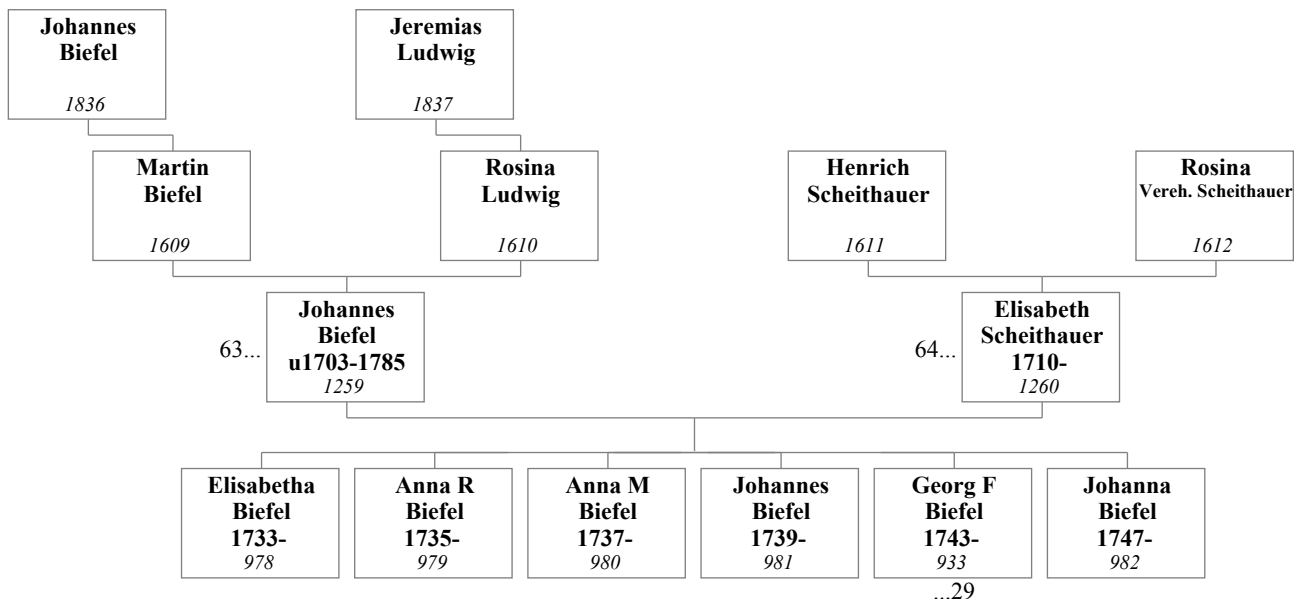 Johannes
Biefel
1836
Jeremias
Ludwig
1837
Martin
Biefel
1609
Rosina
Ludwig
1610
Henrich
Scheithauer
1611
Rosina
Vereh. Scheithauer
1612
63...
Johannes
Biefel
u1703-1785
1259
64...
Elisabeth
Scheithauer
1710-
1260
Elisabetha
Biefel
1733-
978
Anna R
Biefel
1735-
979
Anna M
Biefel
1737-
980
Johannes
Biefel
1739-
981
Georg F
Biefel
1743-
933
...29
Johanna
Biefel
1747-
982